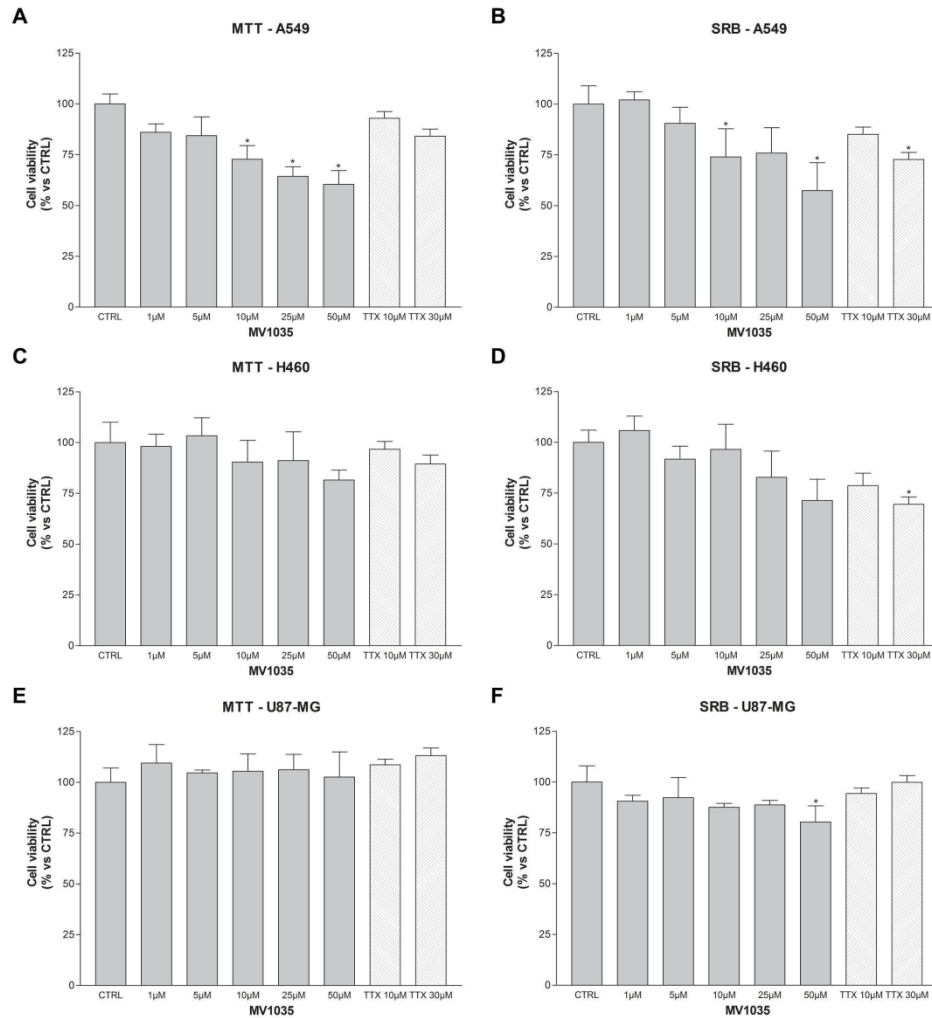 A
MTT - A549
Cell viability
(% vs CTRL)
125
100
75
50
25
0
*
*
*
CTRL 1µM 5µM 10µM 25µM 50µM TTX 10µM TTX 30µM
MV1035
B
SRB - A549
Cell viability
(% vs CTRL)
125
100
75
50
25
0
*
*
*
CTRL 1µM 5µM 10µM 25µM 50µM TTX 10µM TTX 30µM
MV1035
C
MTT - H460
Cell viability
(% vs CTRL)
125
100
75
50
25
0
CTRL 1µM 5µM 10µM 25µM 50µM TTX 10µM TTX 30µM
MV1035
D
SRB - H460
Cell viability
(% vs CTRL)
125
100
75
50
25
0
*
CTRL 1µM 5µM 10µM 25µM 50µM TTX 10µM TTX 30µM
MV1035
E
MTT - U87-MG
Cell viability
(% vs CTRL)
125
100
75
50
25
0
CTRL 1µM 5µM 10µM 25µM 50µM TTX 10µM TTX 30µM
MV1035
F
SRB - U87-MG
Cell viability
(% vs CTRL)
125
100
75
50
25
0
*
CTRL 1µM 5µM 10µM 25µM 50µM TTX 10µM TTX 30µM
MV1035